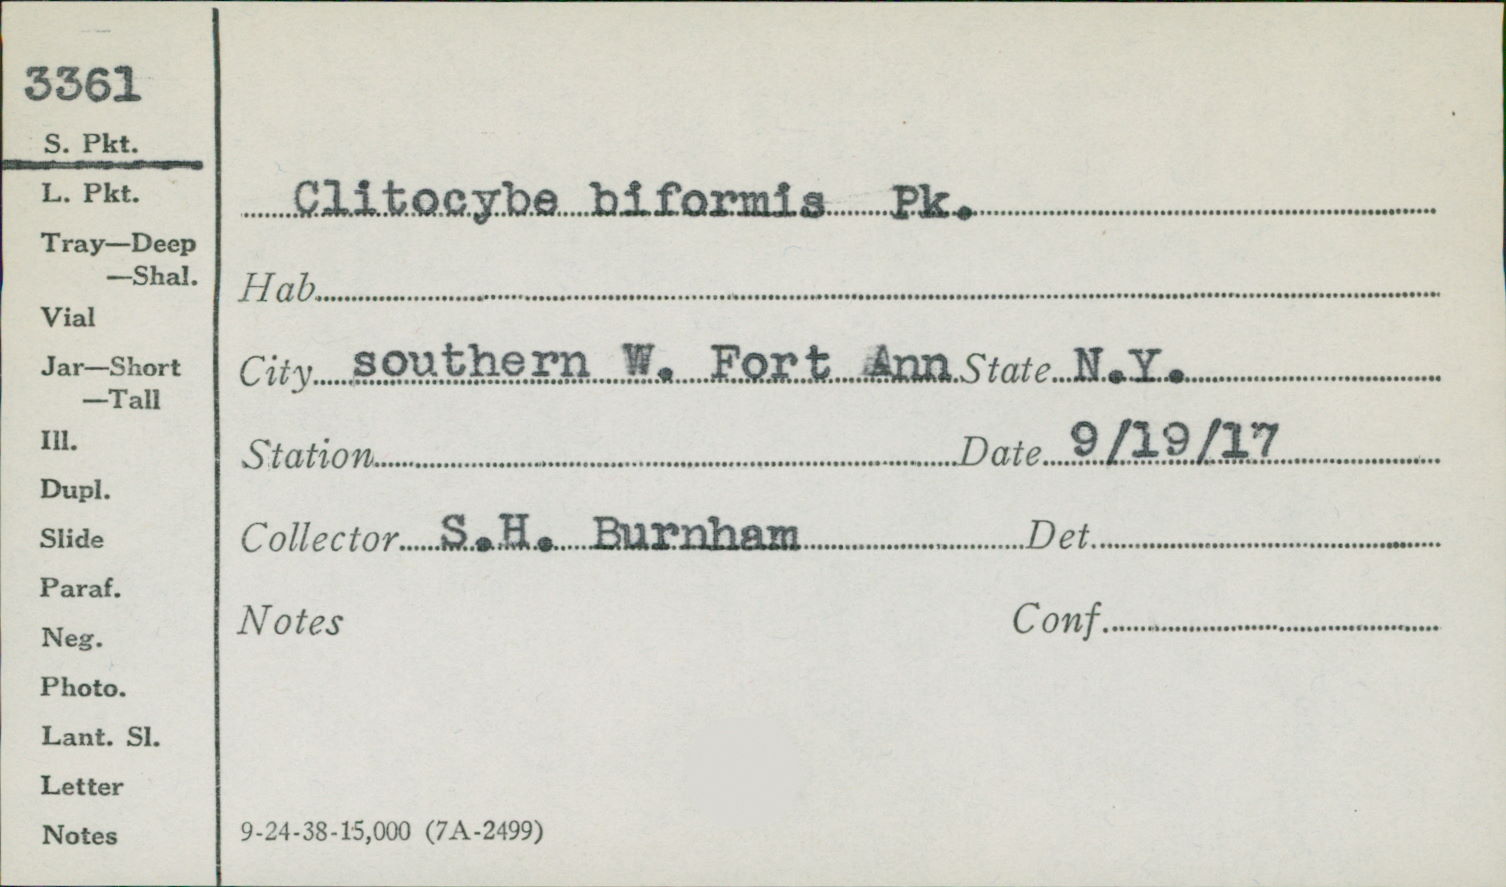 3361
S. Pkt.
L. Pkt.
Tray—Deep
—Shal.
Vial
Jar—Short
—Tall
Ill.
Dupl.
Slide
Paraf.
Neg.
Photo.
Lant. Sl.
Letter
Notes
Clitocybe biformis Pk.
Hab
City southern W. Fort Ann State N.Y.
Station Date 9/19/17
Collector S.H. Burnham Det.
Notes Conf.
9-24-38-15,000 (7A-2499)